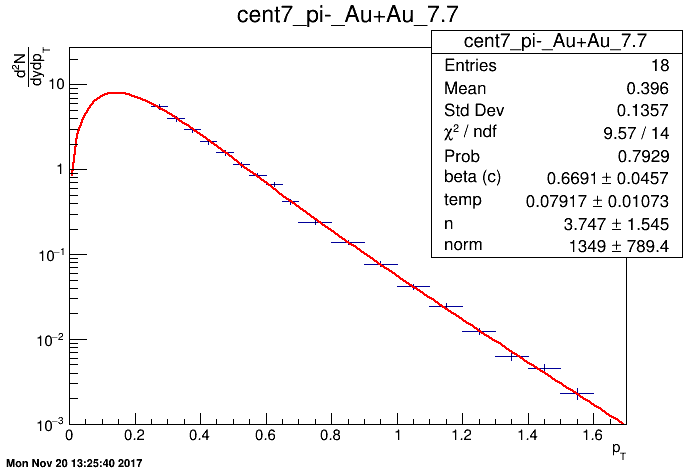 cent7_pi-_Au+Au_7.7
d²N
dydp_T
cent7_pi-_Au+Au_7.7
Entries 18
Mean 0.396
Std Dev 0.1357
χ² / ndf 9.57 / 14
Prob 0.7929
beta (c) 0.6691 ± 0.0457
temp 0.07917 ± 0.01073
n 3.747 ± 1.545
norm 1349 ± 789.4
10
1
10⁻¹
10⁻²
10⁻³
0 0.2 0.4 0.6 0.8 1 1.2 1.4 1.6
p_T
Mon Nov 20 13:25:40 2017